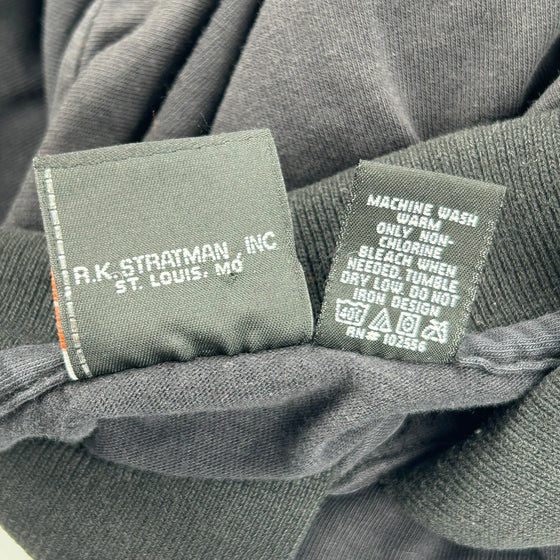 R.K. STRATMAN, INC
ST. LOUIS, MO
MACHINE WASH
WARM
ONLY NON-
CHLORINE
BLEACH WHEN
NEEDED. TUMBLE
DRY LOW. DO NOT
IRON DESIGN
40°
RN# 102556